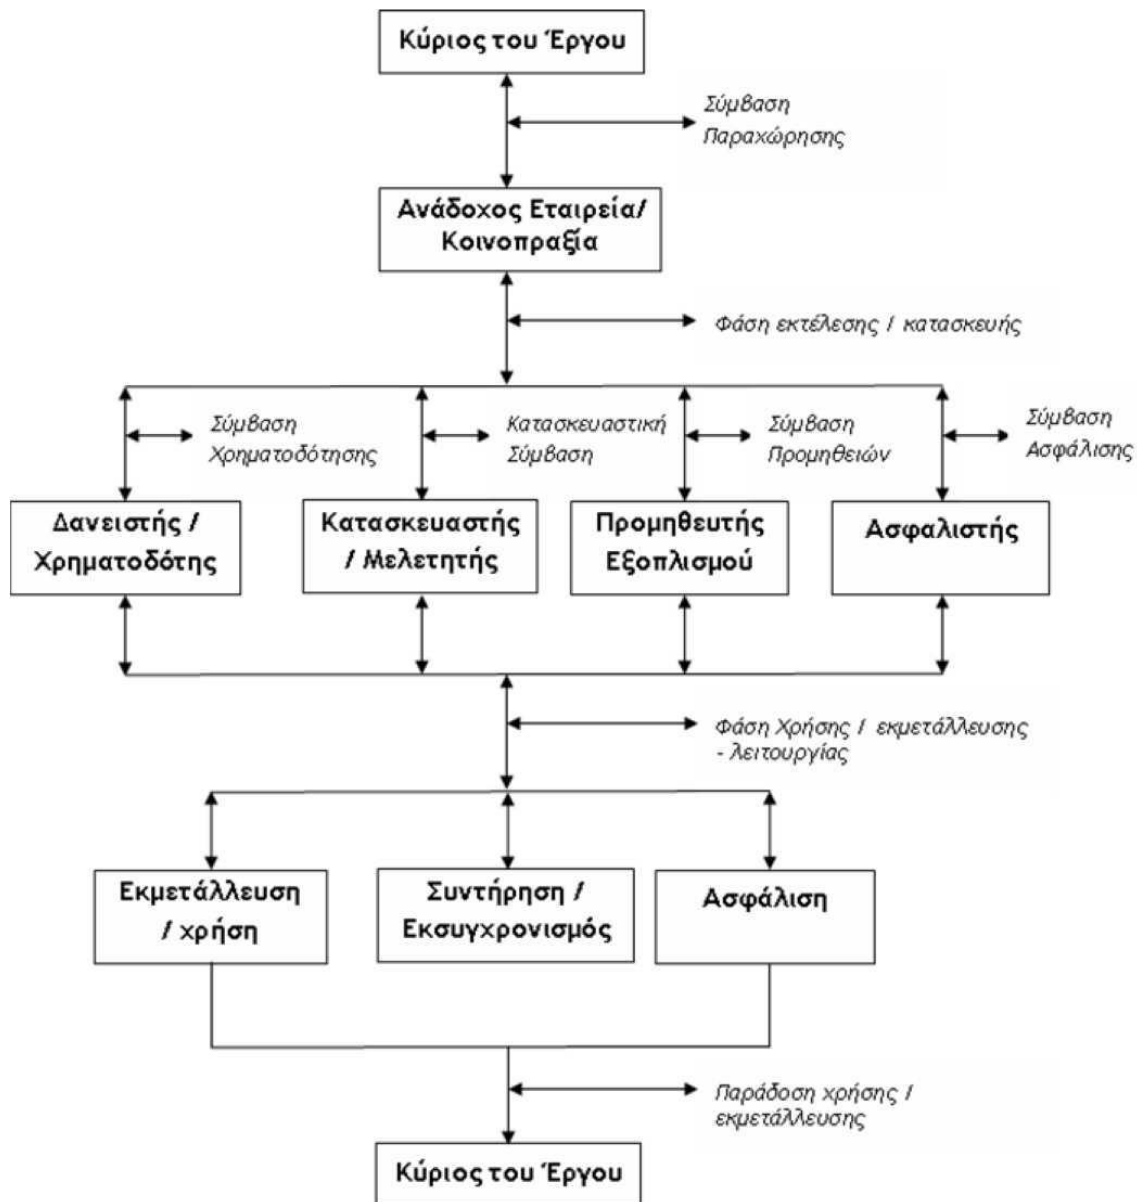 Κύριος του Έργου
Σύμβαση
Παραχώρησης
Ανάδοχος Εταιρεία/
Κοινοπραξία
Φάση εκτέλεσης / κατασκευής
Σύμβαση
Χρηματοδότησης
Κατασκευαστική
Σύμβαση
Σύμβαση
Προμηθειών
Σύμβαση
Ασφάλισης
Δανειστής /
Χρηματοδότης
Κατασκευαστής
/ Μελετητής
Προμηθευτής
Εξοπλισμού
Ασφαλιστής
Φάση Χρήσης / εκμετάλλευσης
- λειτουργίας
Εκμετάλλευση
/ χρήση
Συντήρηση /
Εκσυγχρονισμός
Ασφάλιση
Παράδοση χρήσης /
εκμετάλλευσης
Κύριος του Έργου